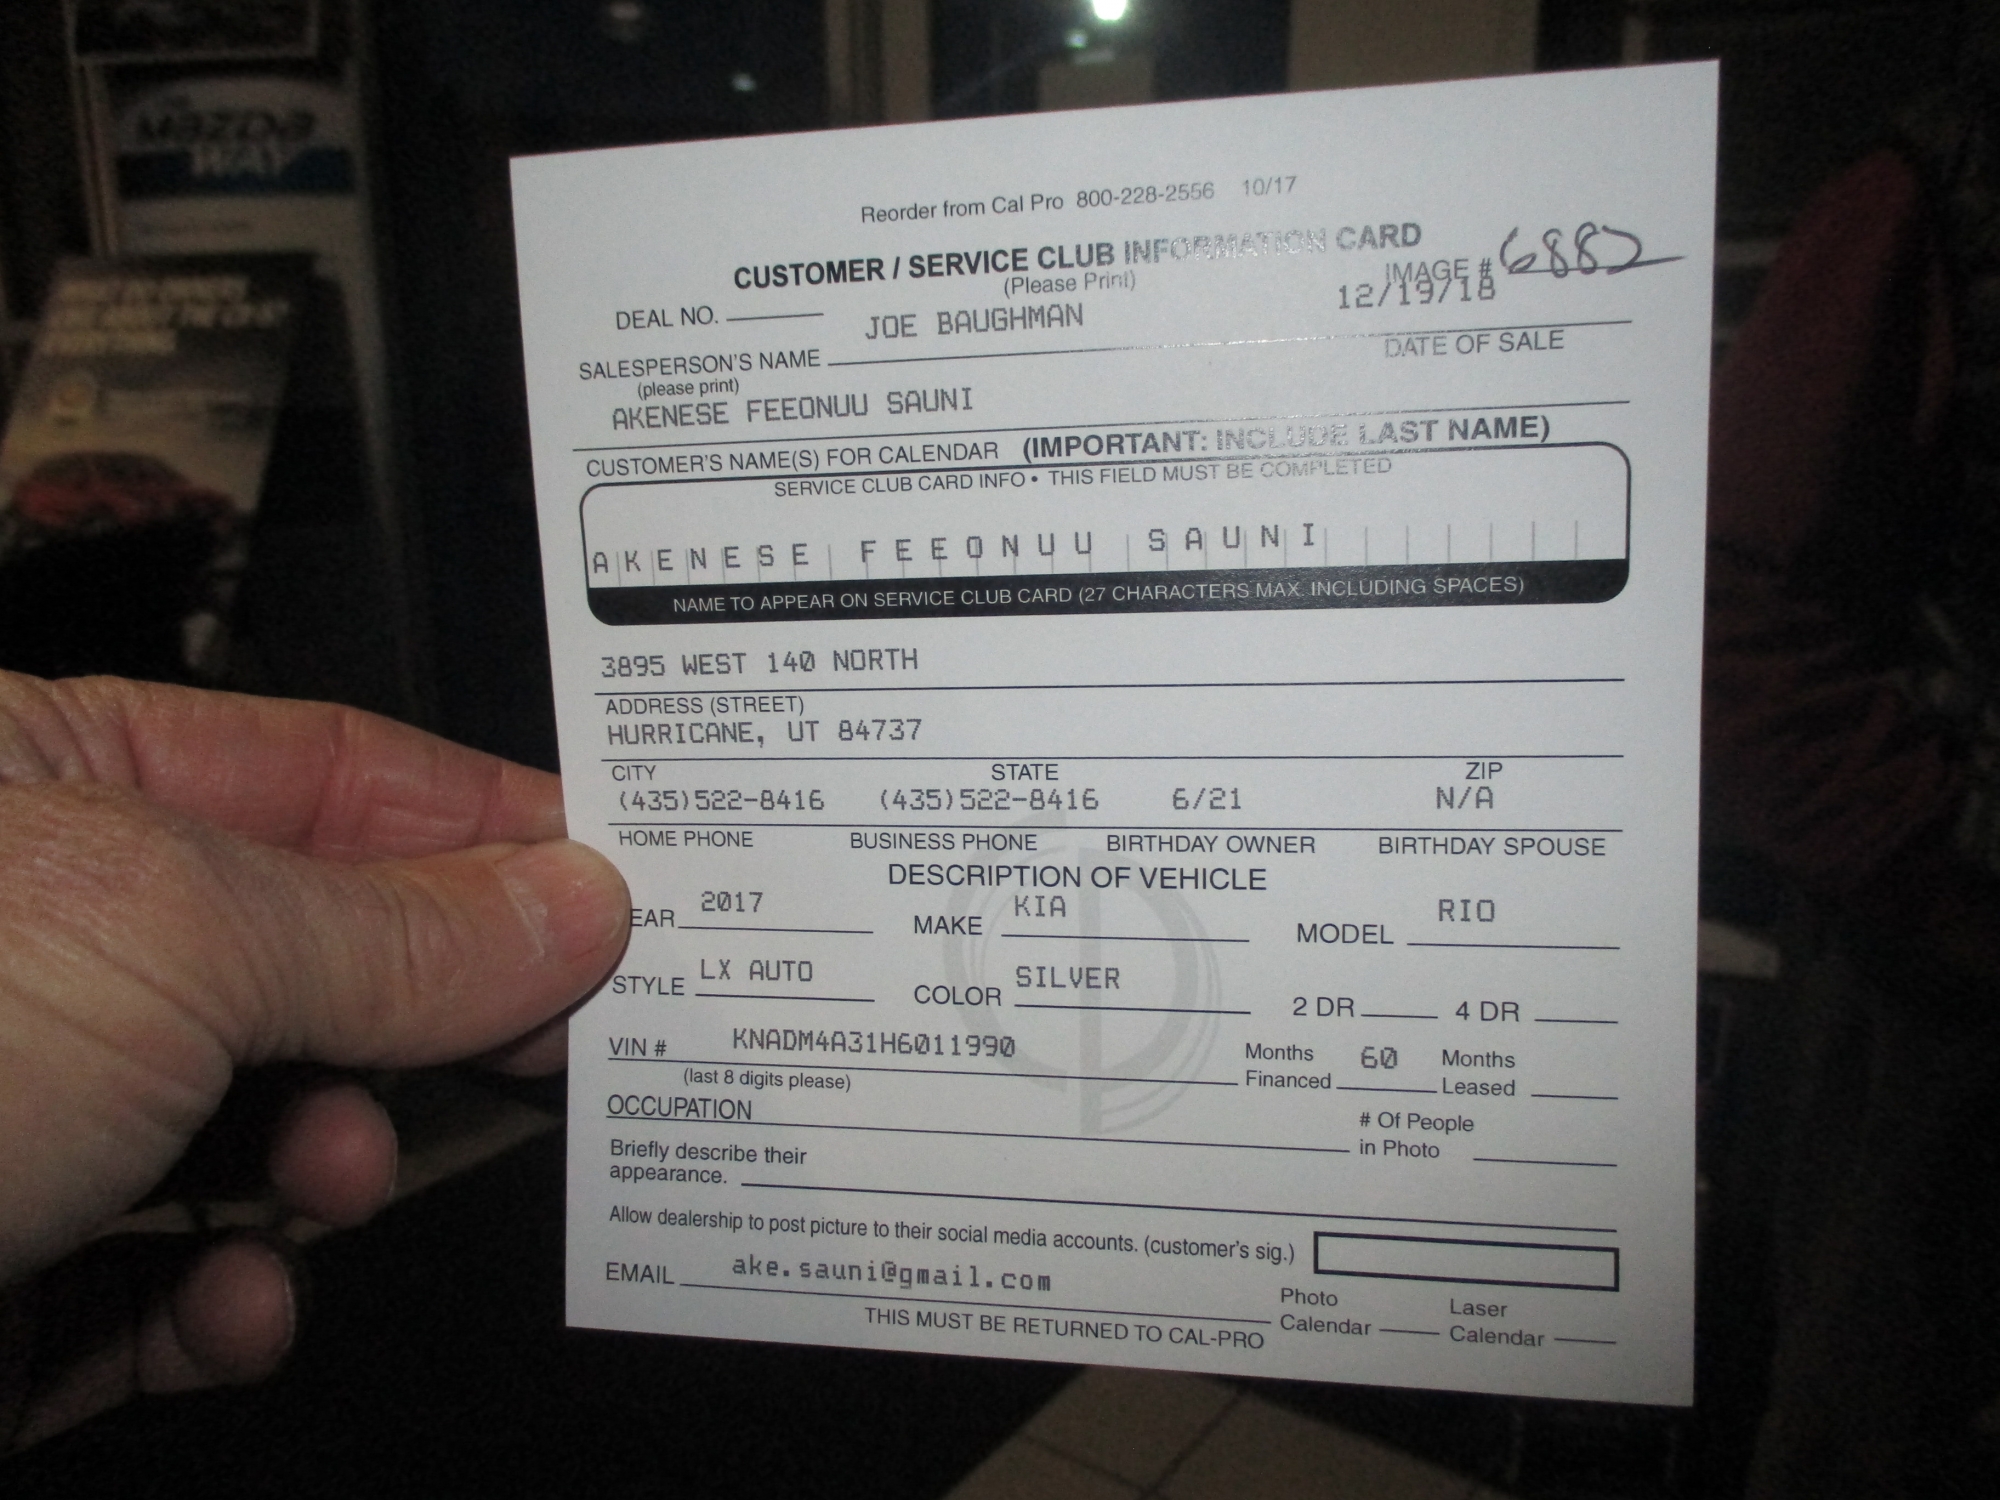 THE
mazda
WAY
Reorder from Cal Pro 800-228-2556 10/17
CUSTOMER / SERVICE CLUB INFORMATION CARD
(Please Print)
IMAGE # 6882
DEAL NO.
JOE BAUGHMAN
12/19/18
SALESPERSON'S NAME
DATE OF SALE
(please print)
AKENESE FEEONUU SAUNI
CUSTOMER'S NAME(S) FOR CALENDAR (IMPORTANT: INCLUDE LAST NAME)
SERVICE CLUB CARD INFO • THIS FIELD MUST BE COMPLETED
AKENESE FEEONUU SAUNI
NAME TO APPEAR ON SERVICE CLUB CARD (27 CHARACTERS MAX. INCLUDING SPACES)
3895 WEST 140 NORTH
ADDRESS (STREET)
HURRICANE, UT 84737
CITY STATE ZIP
(435)522-8416 (435)522-8416 6/21 N/A
HOME PHONE BUSINESS PHONE BIRTHDAY OWNER BIRTHDAY SPOUSE
DESCRIPTION OF VEHICLE
EAR 2017 MAKE KIA MODEL RIO
STYLE LX AUTO COLOR SILVER 2 DR 4 DR
VIN # KNADM4A31H6011990 Months Financed 60 Months Leased
(last 8 digits please)
OCCUPATION # Of People in Photo
Briefly describe their
appearance.
Allow dealership to post picture to their social media accounts. (customer's sig.)
EMAIL ake.sauni@gmail.com Photo Calendar Laser Calendar
THIS MUST BE RETURNED TO CAL-PRO